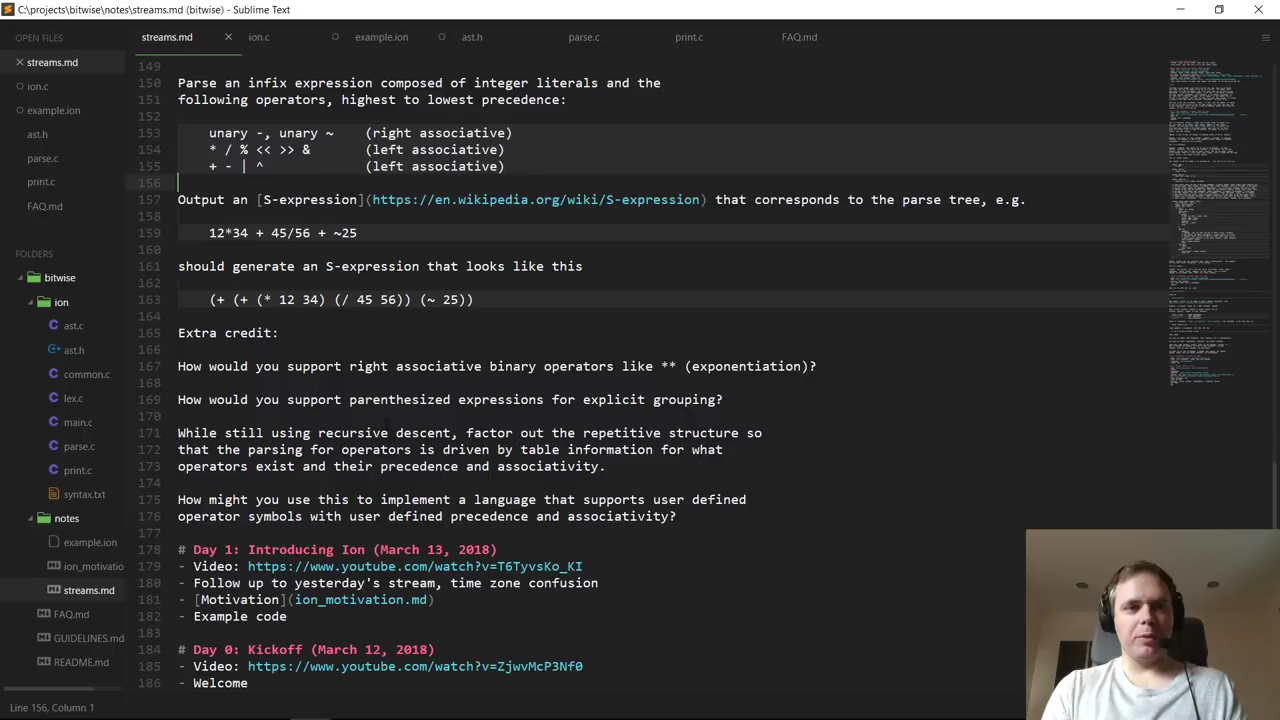 C:\projects\bitwise\notes\streams.md (bitwise) - Sublime Text
OPEN FILES
streams.md
ion.c
example.ion
ast.h
parse.c
print.c
FAQ.md
FOLDERS
bitwise
ion
ast.c
ast.h
common.c
lex.c
main.c
parse.c
print.c
syntax.txt
notes
example.ion
ion_motivatio
streams.md
FAQ.md
GUIDELINES.md
README.md
streams.md ion.c example.ion ast.h parse.c print.c FAQ.md
149
150 Parse an infix expression composed of integer literals and the
151 following operators, highest to lowest precedence:
152
153 unary -, unary ~ (right associative)
154 * / % << >> & (left associative)
155 + - | ^ (left associative)
156
157 Output an [S-expression](https://en.wikipedia.org/wiki/S-expression) that corresponds to the parse tree, e.g.
158
159 12*34 + 45/56 + ~25
160
161 should generate an S-expression that looks like this
162
163 (+ (+ (* 12 34) (/ 45 56)) (~ 25))
164
165 Extra credit:
166
167 How would you support right associative binary operators like ** (exponentiation)?
168
169 How would you support parenthesized expressions for explicit grouping?
170
171 While still using recursive descent, factor out the repetitive structure so
172 that the parsing for operators is driven by table information for what
173 operators exist and their precedence and associativity.
174
175 How might you use this to implement a language that supports user defined
176 operator symbols with user defined precedence and associativity?
177
178 # Day 1: Introducing Ion (March 13, 2018)
179 - Video: https://www.youtube.com/watch?v=T6TyvsKo_KI
180 - Follow up to yesterday's stream, time zone confusion
181 - [Motivation](ion_motivation.md)
182 - Example code
183
184 # Day 0: Kickoff (March 12, 2018)
185 - Video: https://www.youtube.com/watch?v=ZjwvMcP3Nf0
186 - Welcome
Line 156, Column 1